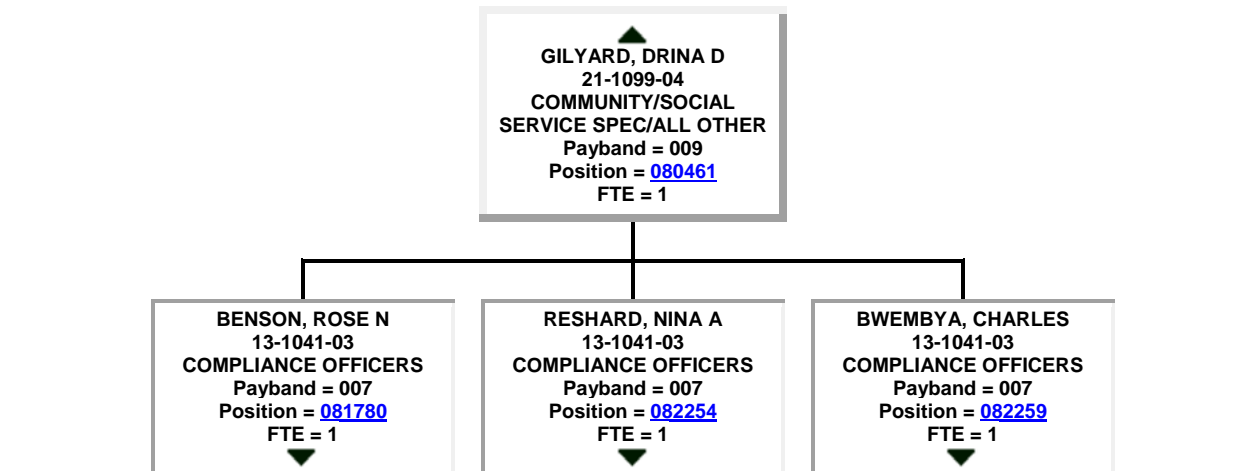 GILYARD, DRINA D
21-1099-04
COMMUNITY/SOCIAL
SERVICE SPEC/ALL OTHER
Payband = 009
Position = 080461
FTE = 1
BENSON, ROSE N
13-1041-03
COMPLIANCE OFFICERS
Payband = 007
Position = 081780
FTE = 1
RESHARD, NINA A
13-1041-03
COMPLIANCE OFFICERS
Payband = 007
Position = 082254
FTE = 1
BWEMBYA, CHARLES
13-1041-03
COMPLIANCE OFFICERS
Payband = 007
Position = 082259
FTE = 1